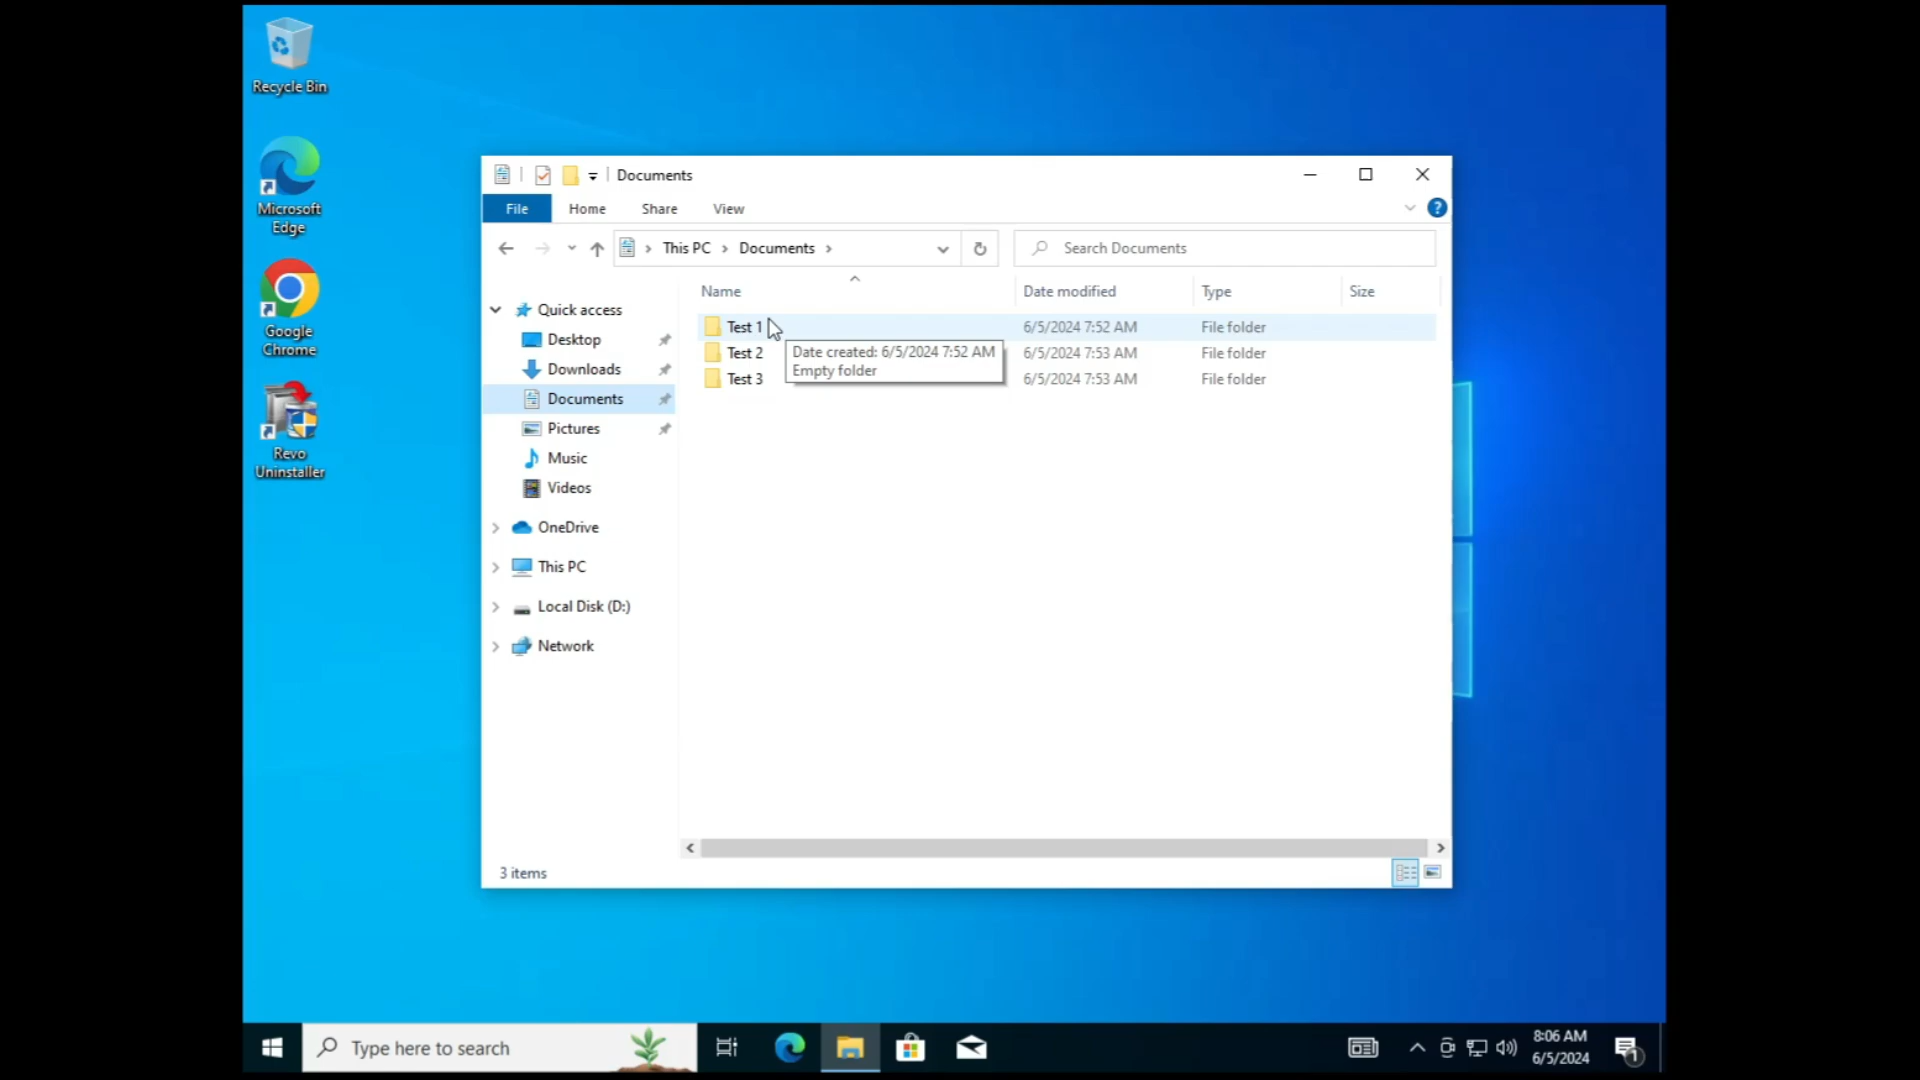 Recycle Bin
Microsoft
Edge
Google
Chrome
Revo
Uninstaller
Documents
File
Home
Share
View
This PC
Documents
Search Documents
Name
Date modified
Type
Size
Quick access
Desktop
Downloads
Documents
Pictures
Music
Videos
OneDrive
This PC
Local Disk (D:)
Network
Test 1
6/5/2024 7:52 AM
File folder
Test 2
6/5/2024 7:53 AM
File folder
Test 3
6/5/2024 7:53 AM
File folder
Date created: 6/5/2024 7:52 AM
Empty folder
3 items
Type here to search
8:06 AM
6/5/2024
1